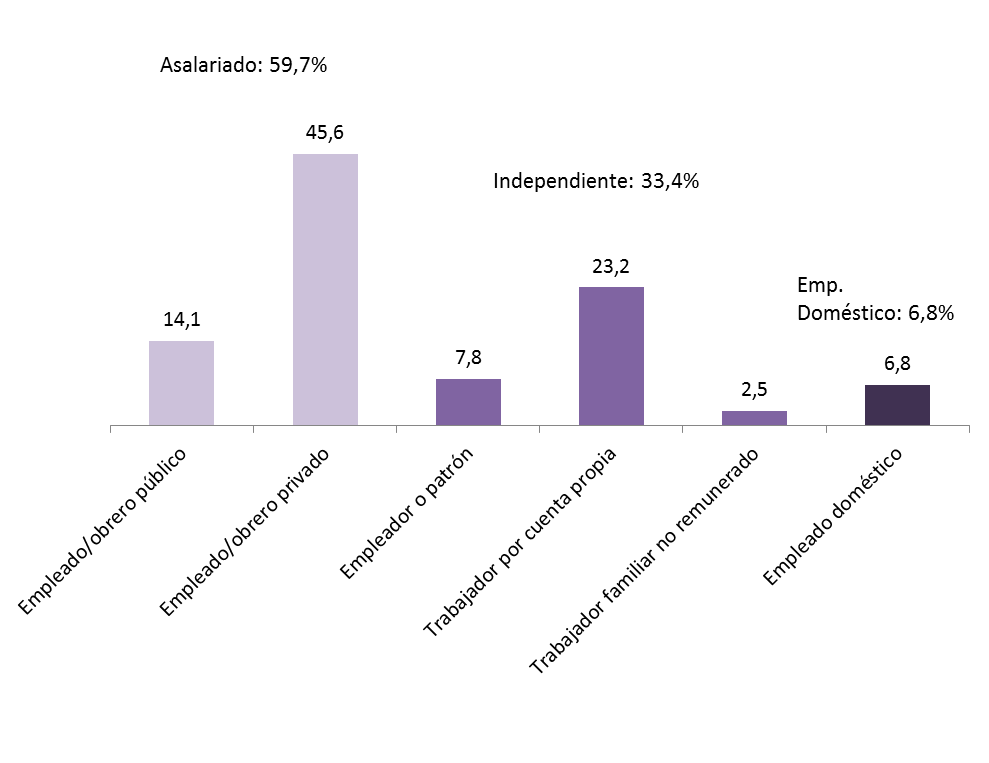 Asalariado: 59,7%
45,6
Independiente: 33,4%
23,2
Emp.
Doméstico: 6,8%
14,1
7,8
6,8
2,5
Empleado/obrero público
Empleado/obrero privado
Empleador o patrón
Trabajador por cuenta propia
Trabajador familiar no remunerado
Empleado doméstico